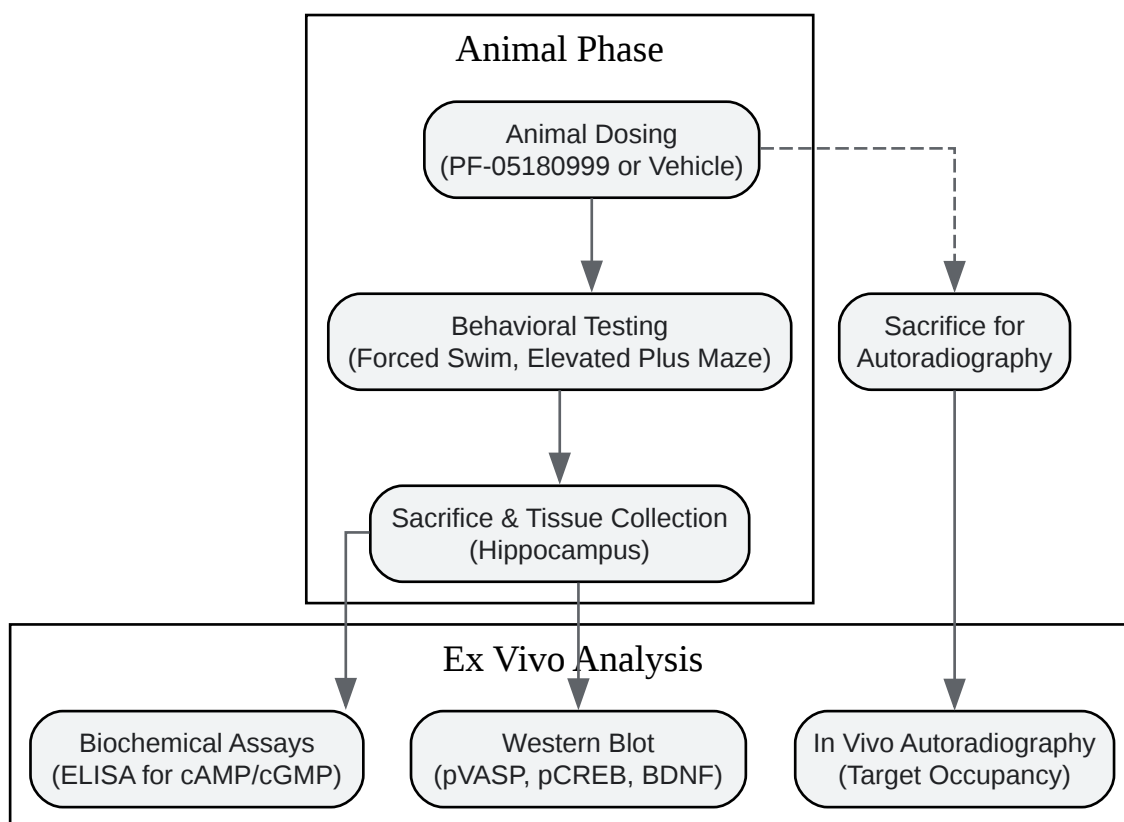 Animal Phase
Animal Dosing
(PF-05180999 or Vehicle)
Behavioral Testing
(Forced Swim, Elevated Plus Maze)
Sacrifice for
Autoradiography
Sacrifice & Tissue Collection
(Hippocampus)
Ex Vivo Analysis
Biochemical Assays
(ELISA for cAMP/cGMP)
Western Blot
(pVASP, pCREB, BDNF)
In Vivo Autoradiography
(Target Occupancy)